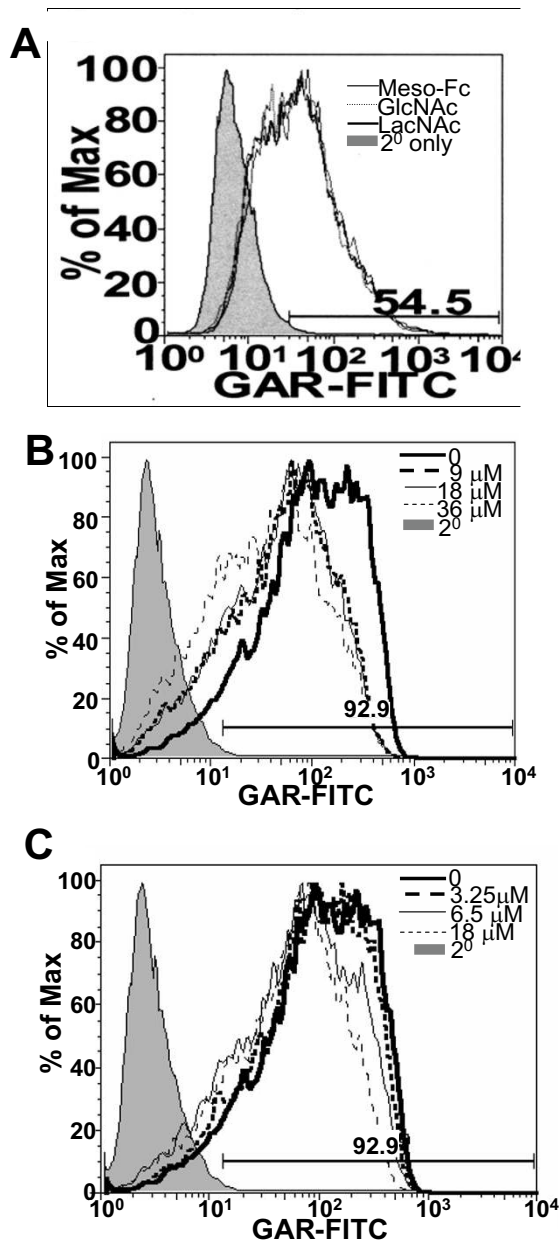 A
100
80
60
40
20
0
% of Max
Meso-Fc
GlcNAc
LacNAc
2⁰ only
54.5
10⁰ 10¹ 10² 10³ 10⁴
GAR-FITC
B
100
80
60
40
20
0
% of Max
0
9 µM
18 µM
36 µM
2⁰
92.9
10⁰ 10¹ 10² 10³ 10⁴
GAR-FITC
C
100
80
60
40
20
0
% of Max
0
3.25µM
6.5 µM
18 µM
2⁰
92.9
10⁰ 10¹ 10² 10³ 10⁴
GAR-FITC